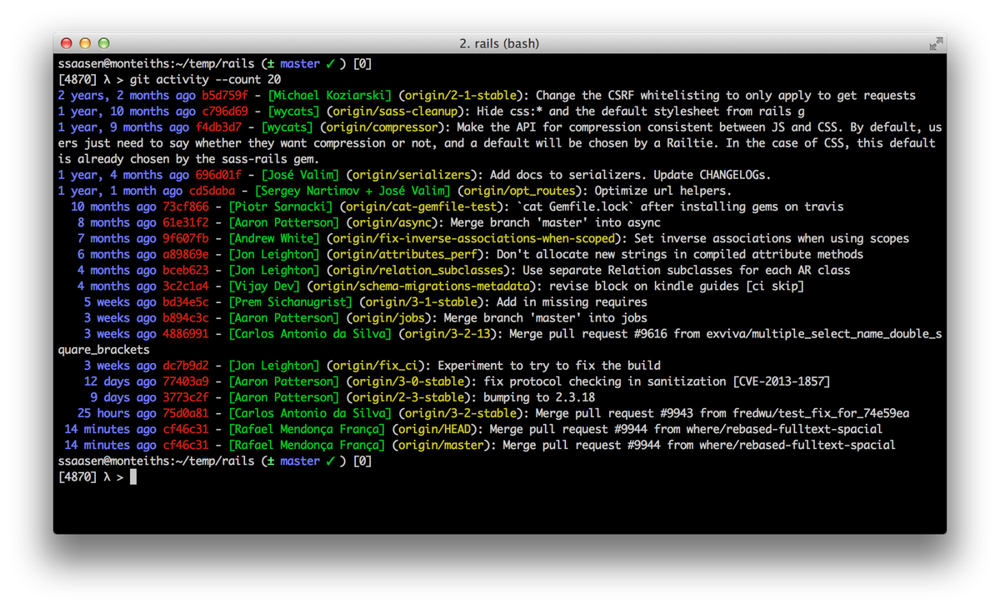 2. rails (bash)
ssaasen@monteiths:~/temp/rails (± master ✓ ) [0]
[4870] λ > git activity --count 20
2 years, 2 months ago b5d759f - [Michael Koziarski] (origin/2-1-stable): Change the CSRF whitelisting to only apply to get requests
1 year, 10 months ago c796d69 - [wycats] (origin/sass-cleanup): Hide css:* and the default stylesheet from rails g
1 year, 9 months ago f4db3d7 - [wycats] (origin/compressor): Make the API for compression consistent between JS and CSS. By default, us
ers just need to say whether they want compression or not, and a default will be chosen by a Railtie. In the case of CSS, this default
is already chosen by the sass-rails gem.
1 year, 4 months ago 696d01f - [José Valim] (origin/serializers): Add docs to serializers. Update CHANGELOGs.
1 year, 1 month ago cd5daba - [Sergey Nartimov + José Valim] (origin/opt_routes): Optimize url helpers.
10 months ago 73cf866 - [Piotr Sarnacki] (origin/cat-gemfile-test): `cat Gemfile.lock` after installing gems on travis
8 months ago 61e31f2 - [Aaron Patterson] (origin/async): Merge branch 'master' into async
7 months ago 9f607fb - [Andrew White] (origin/fix-inverse-associations-when-scoped): Set inverse associations when using scopes
6 months ago a89869e - [Jon Leighton] (origin/attributes_perf): Don't allocate new strings in compiled attribute methods
4 months ago bceb623 - [Jon Leighton] (origin/relation_subclasses): Use separate Relation subclasses for each AR class
4 months ago 3c2c1a4 - [Vijay Dev] (origin/schema-migrations-metadata): revise block on kindle guides [ci skip]
5 weeks ago bd34e5c - [Prem Sichanugrist] (origin/3-1-stable): Add in missing requires
3 weeks ago b894c3c - [Aaron Patterson] (origin/jobs): Merge branch 'master' into jobs
3 weeks ago 4886991 - [Carlos Antonio da Silva] (origin/3-2-13): Merge pull request #9616 from exviva/multiple_select_name_double_s
quare_brackets
3 weeks ago dc7b9d2 - [Jon Leighton] (origin/fix_ci): Experiment to try to fix the build
12 days ago 77403a9 - [Aaron Patterson] (origin/3-0-stable): fix protocol checking in sanitization [CVE-2013-1857]
9 days ago 3773c2f - [Aaron Patterson] (origin/2-3-stable): bumping to 2.3.18
25 hours ago 75d0a81 - [Carlos Antonio da Silva] (origin/3-2-stable): Merge pull request #9943 from fredwu/test_fix_for_74e59ea
14 minutes ago cf46c31 - [Rafael Mendonça França] (origin/HEAD): Merge pull request #9944 from where/rebased-fulltext-spacial
14 minutes ago cf46c31 - [Rafael Mendonça França] (origin/master): Merge pull request #9944 from where/rebased-fulltext-spacial
ssaasen@monteiths:~/temp/rails (± master ✓ ) [0]
[4870] λ >